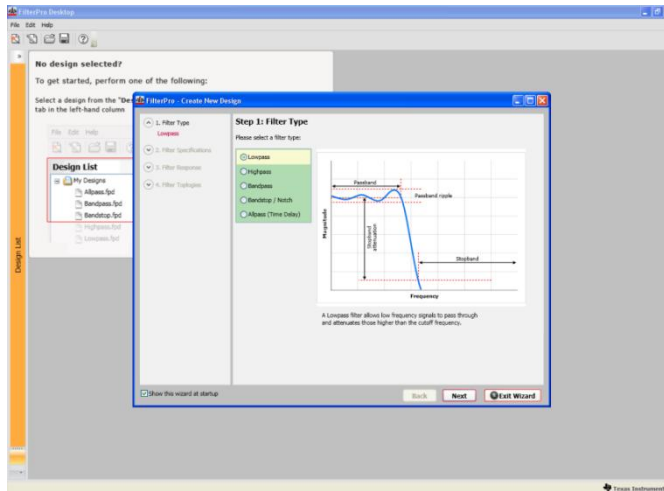 FilterPro Desktop
File Edit Help
No design selected?
To get started, perform one of the following:
Select a design from the "Des
tab in the left-hand column
File Edit Help
Design List
My Designs
Allpass.fpd
Bandpass.fpd
Bandstop.fpd
Highpass.fpd
Lowpass.fpd
Design List
FilterPro - Create New Design
1. Filter Type
Lowpass
2. Filter Specifications
3. Filter Response
4. Filter Topologies
Step 1: Filter Type
Please select a filter type:
Lowpass
Highpass
Bandpass
Bandstop / Notch
Allpass (Time Delay)
Passband
Passband ripple
Magnitude
Stopband attenuation
Stopband
Frequency
A Lowpass filter allows low frequency signals to pass through
and attenuates those higher than the cutoff frequency.
Show this wizard at startup
Back Next Exit Wizard
Texas Instrument